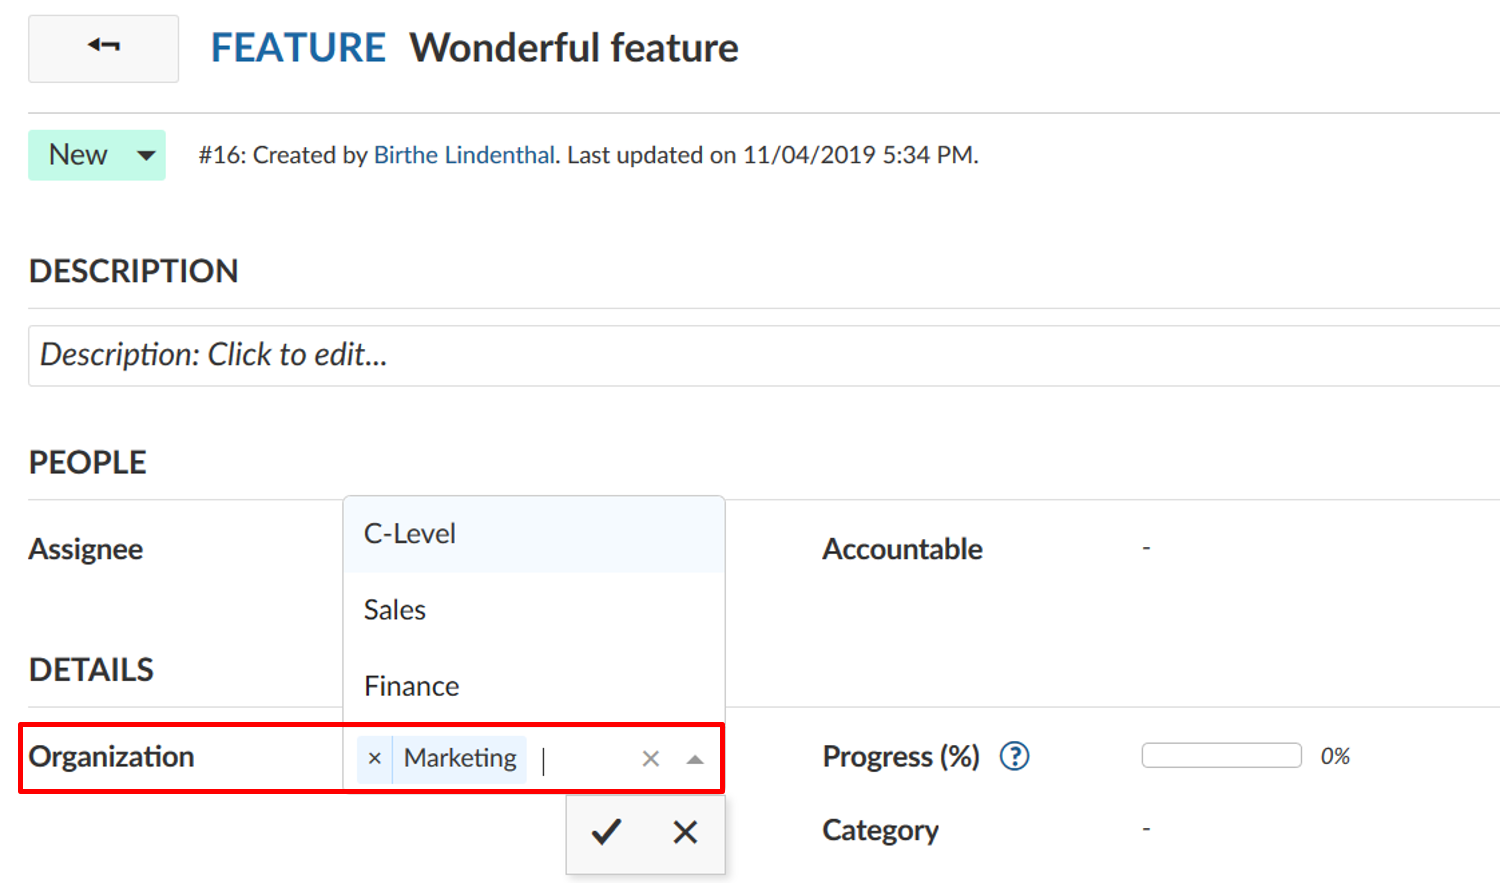 FEATURE Wonderful feature
New #16: Created by Birthe Lindenthal. Last updated on 11/04/2019 5:34 PM.
DESCRIPTION
Description: Click to edit...
PEOPLE
Assignee
C-Level
Sales
Finance
Accountable -
DETAILS
Organization × Marketing
Progress (%) ? 0%
Category -